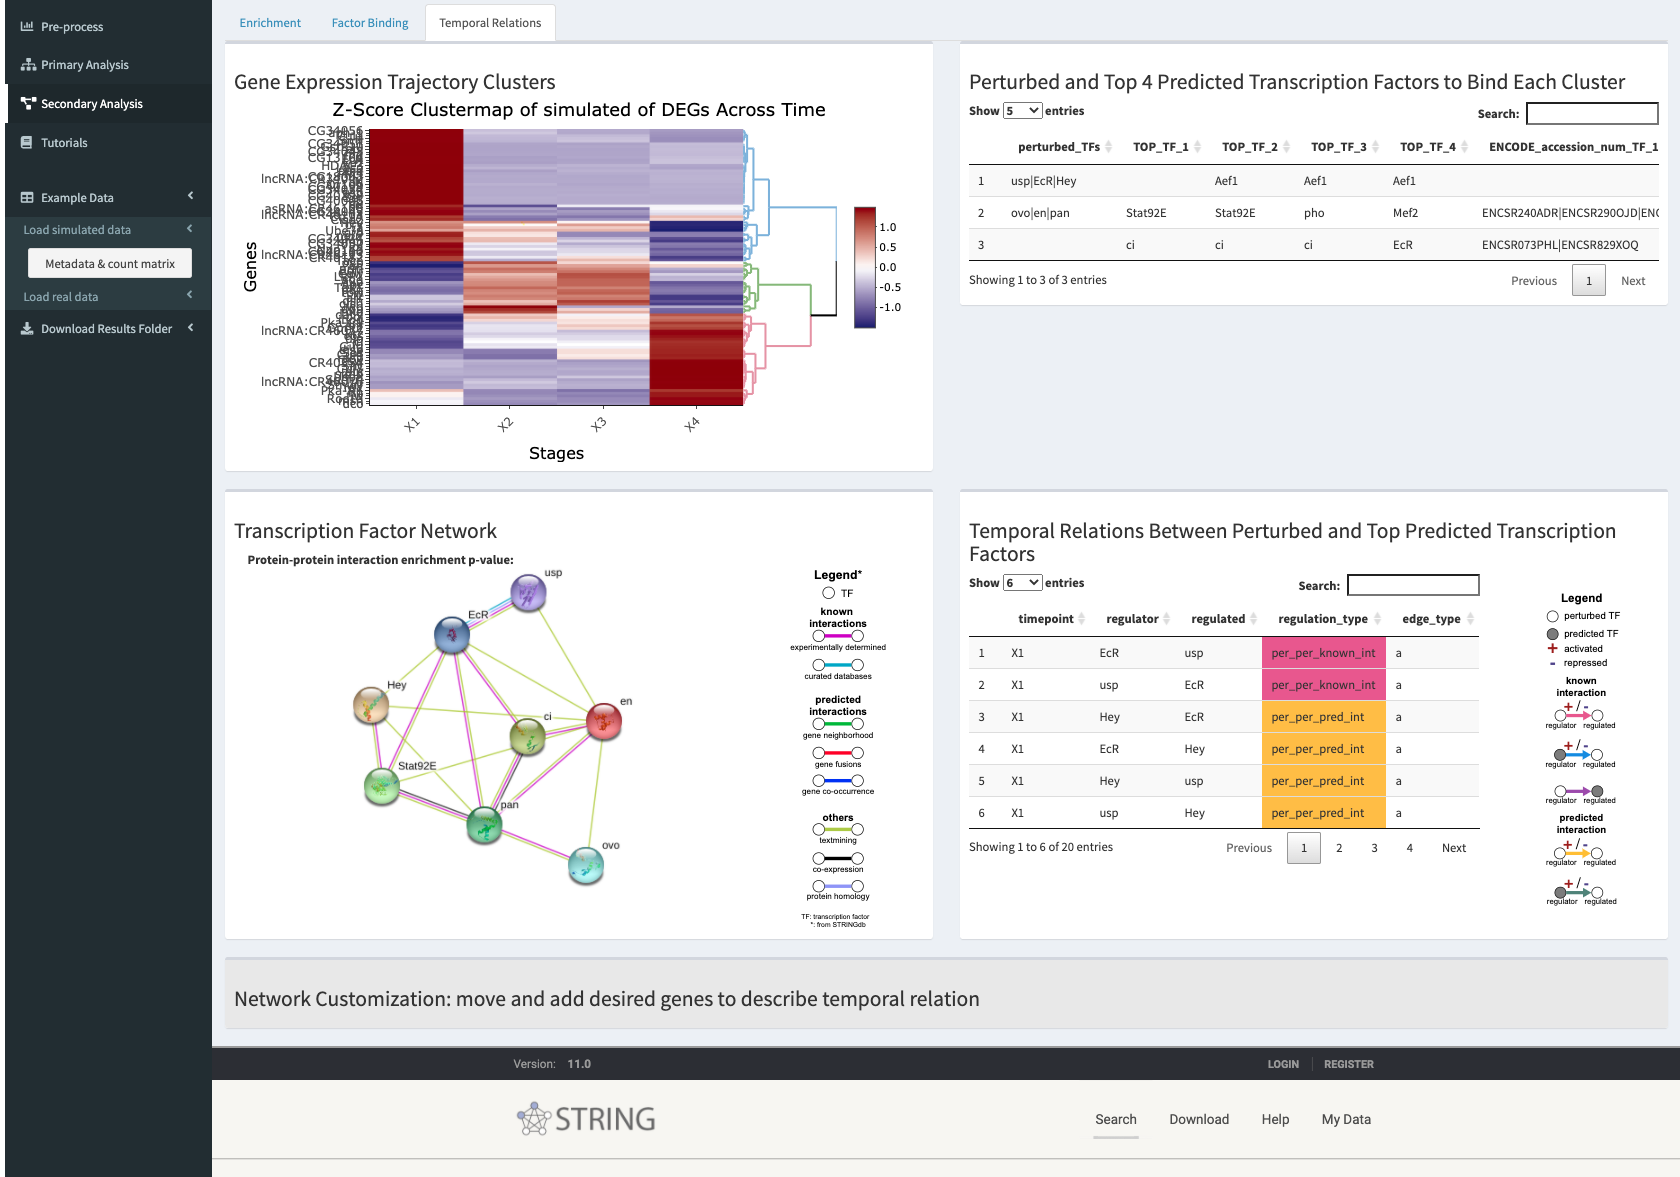 Pre-process
Primary Analysis
Secondary Analysis
Tutorials
Example Data
Load simulated data
Metadata & count matrix
Load real data
Download Results Folder
Enrichment
Factor Binding
Temporal Relations
Gene Expression Trajectory Clusters
Z-Score Clustermap of simulated of DEGs Across Time
Genes
CG34056
1.0
0.5
0.0
-0.5
-1.0
X1
X2
X3
X4
Stages
Perturbed and Top 4 Predicted Transcription Factors to Bind Each Cluster
Show 5 entries
Search:
perturbed_TFs TOP_TF_1 TOP_TF_2 TOP_TF_3 TOP_TF_4 ENCODE_accession_num_TF_1
1 usp|EcR|Hey Aef1 Aef1 Aef1
2 ovo|en|pan Stat92E Stat92E pho Mef2 ENCSR240ADR|ENCSR290OJD|ENC
3 ci ci ci EcR ENCSR073PHL|ENCSR829XOQ
Showing 1 to 3 of 3 entries
Previous 1 Next
Transcription Factor Network
Protein-protein interaction enrichment p-value:
usp
EcR
Hey
en
ci
Stat92E
pan
ovo
Legend*
TF
known
interactions
experimentally determined
curated databases
predicted
interactions
gene neighborhood
gene fusions
gene co-occurrence
others
textmining
co-expression
protein homology
TF: transcription factor
*: from STRINGdb
Temporal Relations Between Perturbed and Top Predicted Transcription
Factors
Show 6 entries
Search:
timepoint regulator regulated regulation_type edge_type
1 X1 EcR usp per_per_known_int a
2 X1 usp EcR per_per_known_int a
3 X1 Hey EcR per_per_pred_int a
4 X1 EcR Hey per_per_pred_int a
5 X1 Hey usp per_per_pred_int a
6 X1 usp Hey per_per_pred_int a
Showing 1 to 6 of 20 entries
Previous 1 2 3 4 Next
Legend
perturbed TF
predicted TF
+ activated
- repressed
known
interaction
+ / -
regulator regulated
+ / -
regulator regulated
regulator regulated
predicted
interaction
+ / -
regulator regulated
+ / -
regulator regulated
Network Customization: move and add desired genes to describe temporal relation
Version: 11.0
LOGIN REGISTER
STRING
Search Download Help My Data